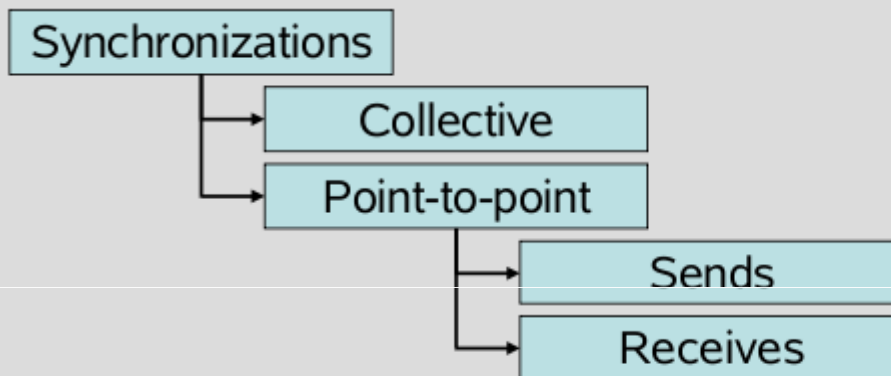 Synchronizations
Collective
Point-to-point
Sends
Receives